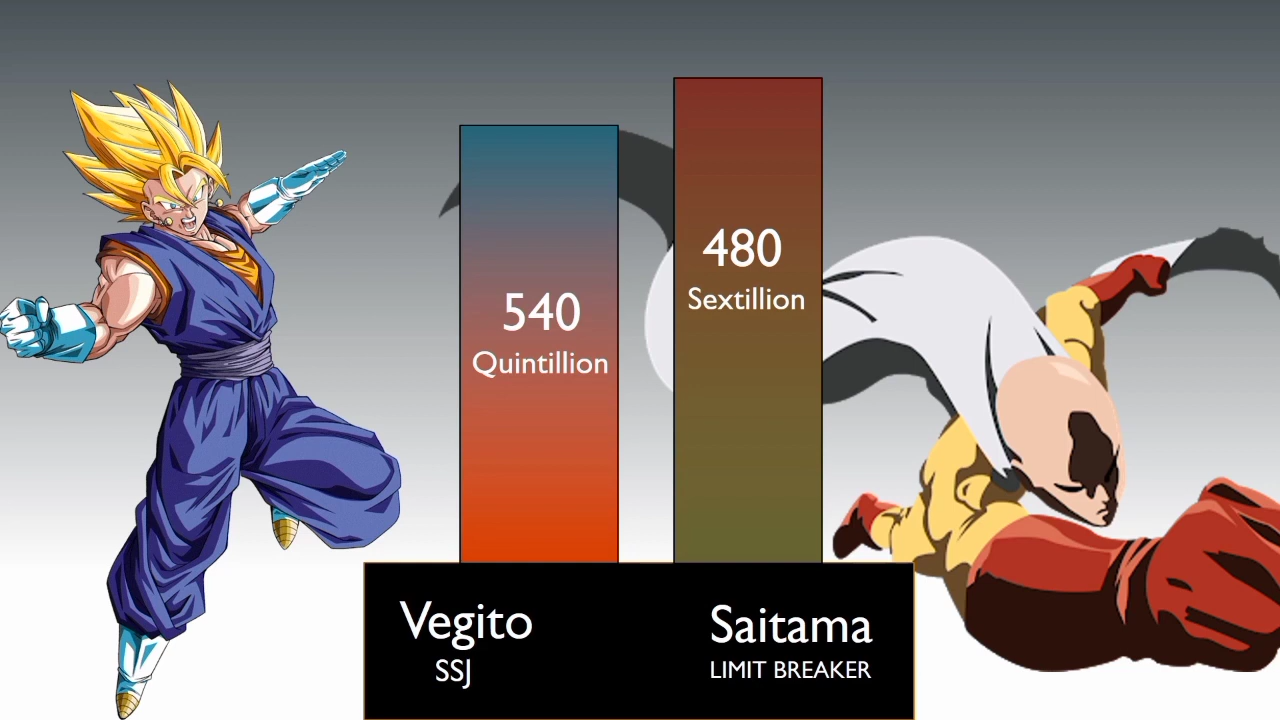 540
Quintillion
480
Sextillion
Vegito
SSJ
Saitama
LIMIT BREAKER